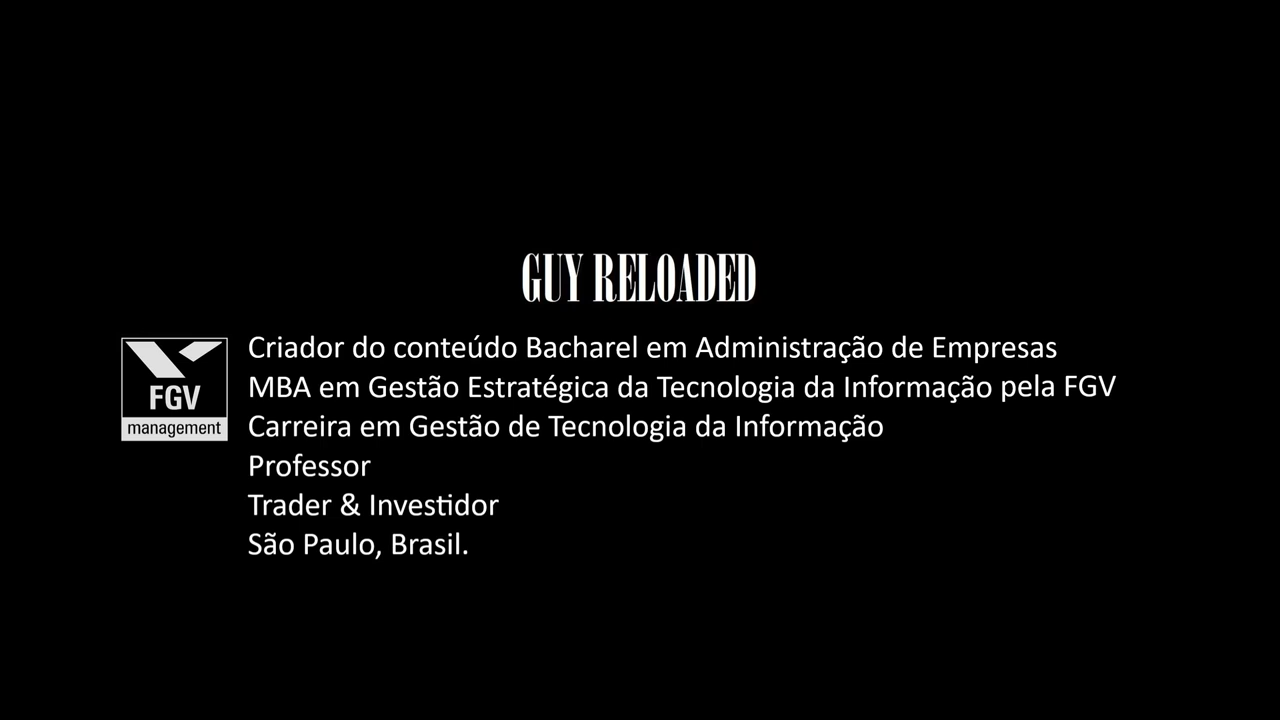 GUY RELOADED
FGV
management
Criador do conteúdo Bacharel em Administração de Empresas
MBA em Gestão Estratégica da Tecnologia da Informação pela FGV
Carreira em Gestão de Tecnologia da Informação
Professor
Trader & Investidor
São Paulo, Brasil.